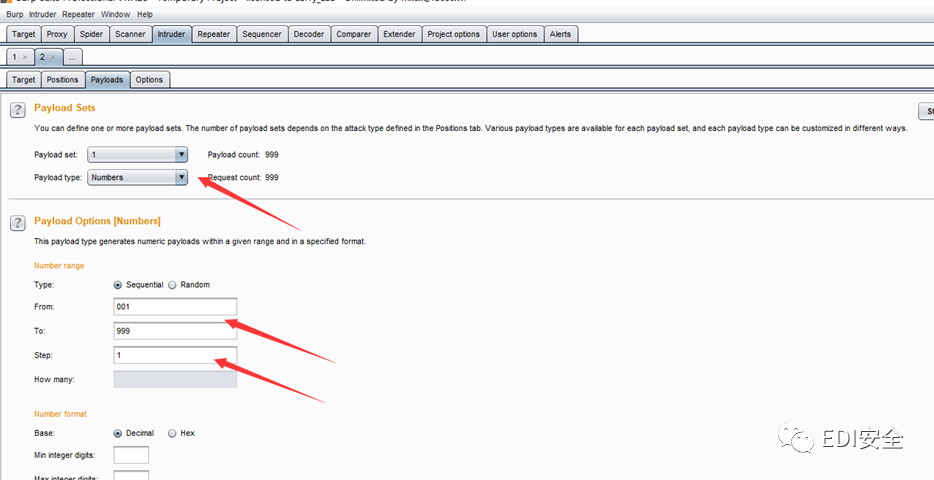 Burp Intruder Repeater Window Help
Target Proxy Spider Scanner Intruder Repeater Sequencer Decoder Comparer Extender Project options User options Alerts
1 × 2 × ...
Target Positions Payloads Options
? Payload Sets
You can define one or more payload sets. The number of payload sets depends on the attack type defined in the Positions tab. Various payload types are available for each payload set, and each payload type can be customized in different ways.
Payload set: 1 Payload count: 999
Payload type: Numbers Request count: 999
? Payload Options [Numbers]
This payload type generates numeric payloads within a given range and in a specified format.
Number range
Type: Sequential Random
From: 001
To: 999
Step: 1
How many:
Number format
Base: Decimal Hex
Min integer digits:
Max integer digits:
EDI安全